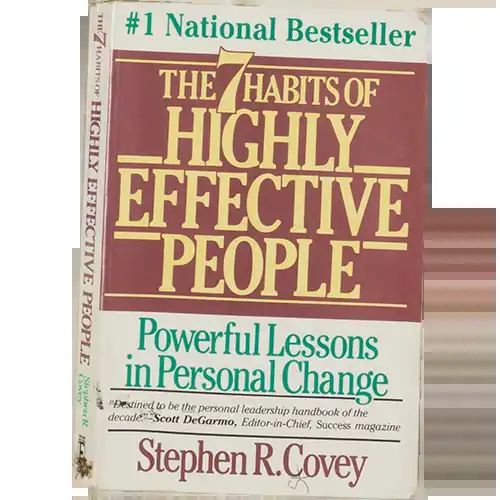 THE 7 HABITS OF HIGHLY EFFECTIVE PEOPLE
Stephen R.
Covey
#1 National Bestseller
THE 7 HABITS OF
HIGHLY
EFFECTIVE
PEOPLE
Powerful Lessons
in Personal Change
"Destined to be the personal leadership handbook of the
decade."—Scott DeGarmo, Editor-in-Chief, Success magazine
Stephen R. Covey